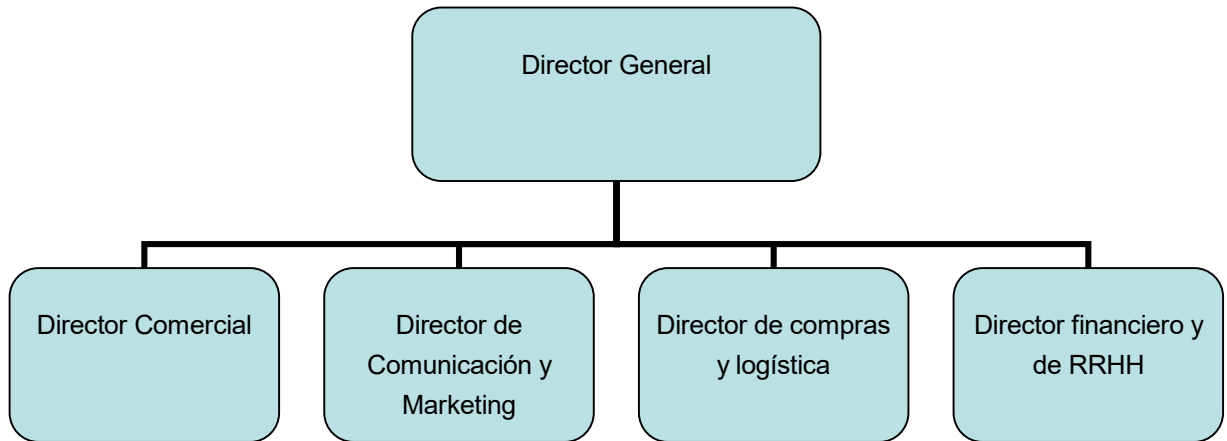 Director General
Director Comercial
Director de
Comunicación y
Marketing
Director de compras
y logística
Director financiero y
de RRHH